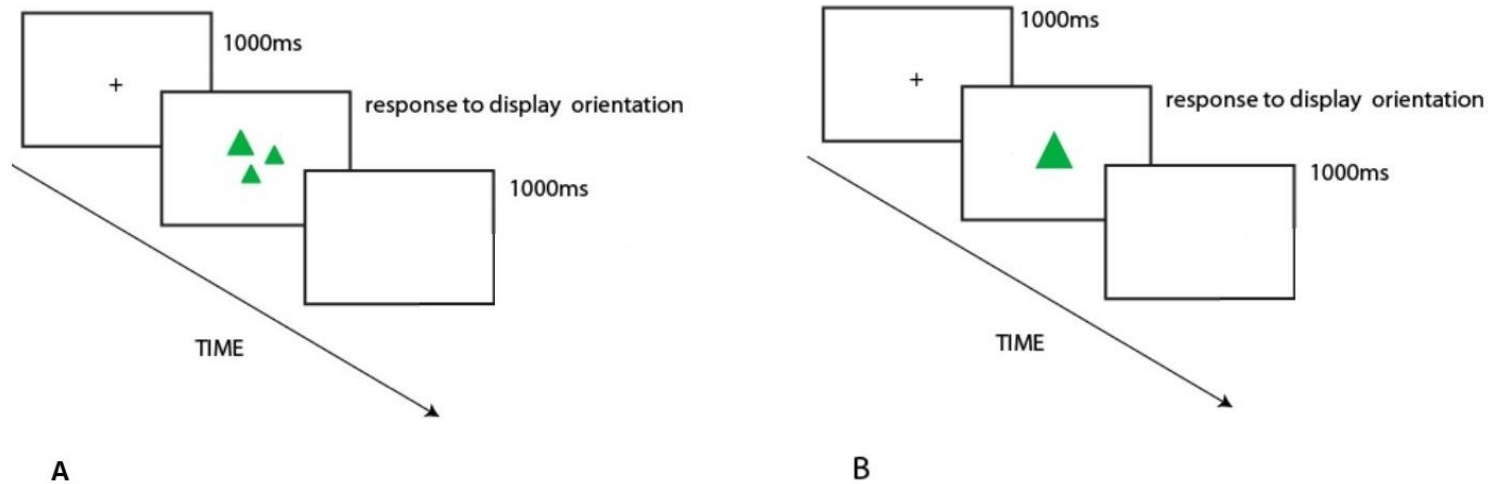 1000ms
+
response to display orientation
1000ms
TIME
A
1000ms
+
response to display orientation
1000ms
TIME
B